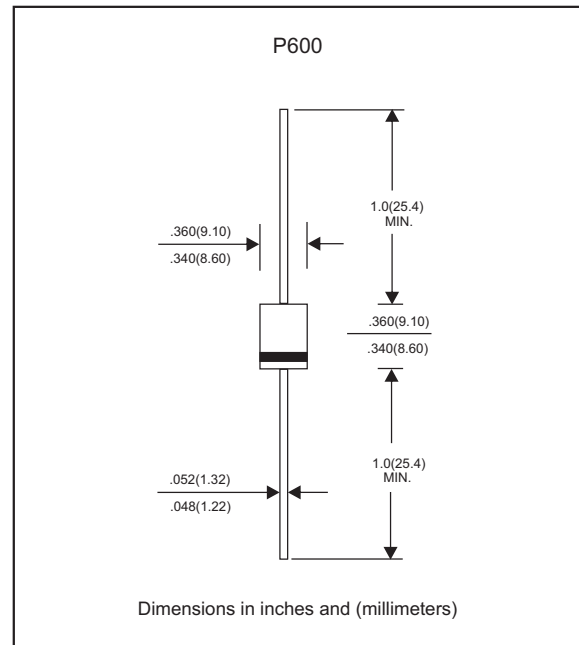 P600
1.0(25.4)
MIN.
.360(9.10)
.340(8.60)
.360(9.10)
.340(8.60)
1.0(25.4)
MIN.
.052(1.32)
.048(1.22)
Dimensions in inches and (millimeters)